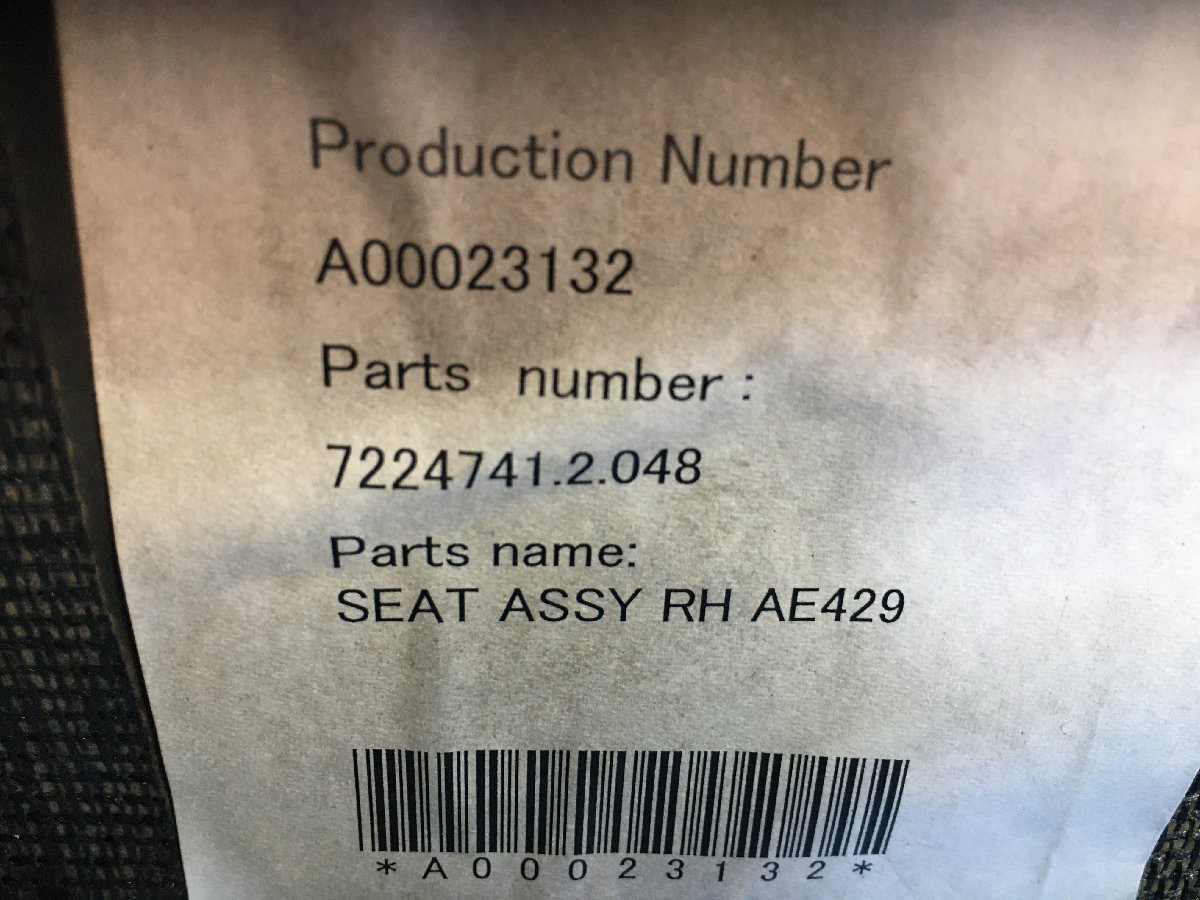 Production Number
A00023132
Parts number :
7224741.2.048
Parts name:
SEAT ASSY RH AE429
*A00023132*